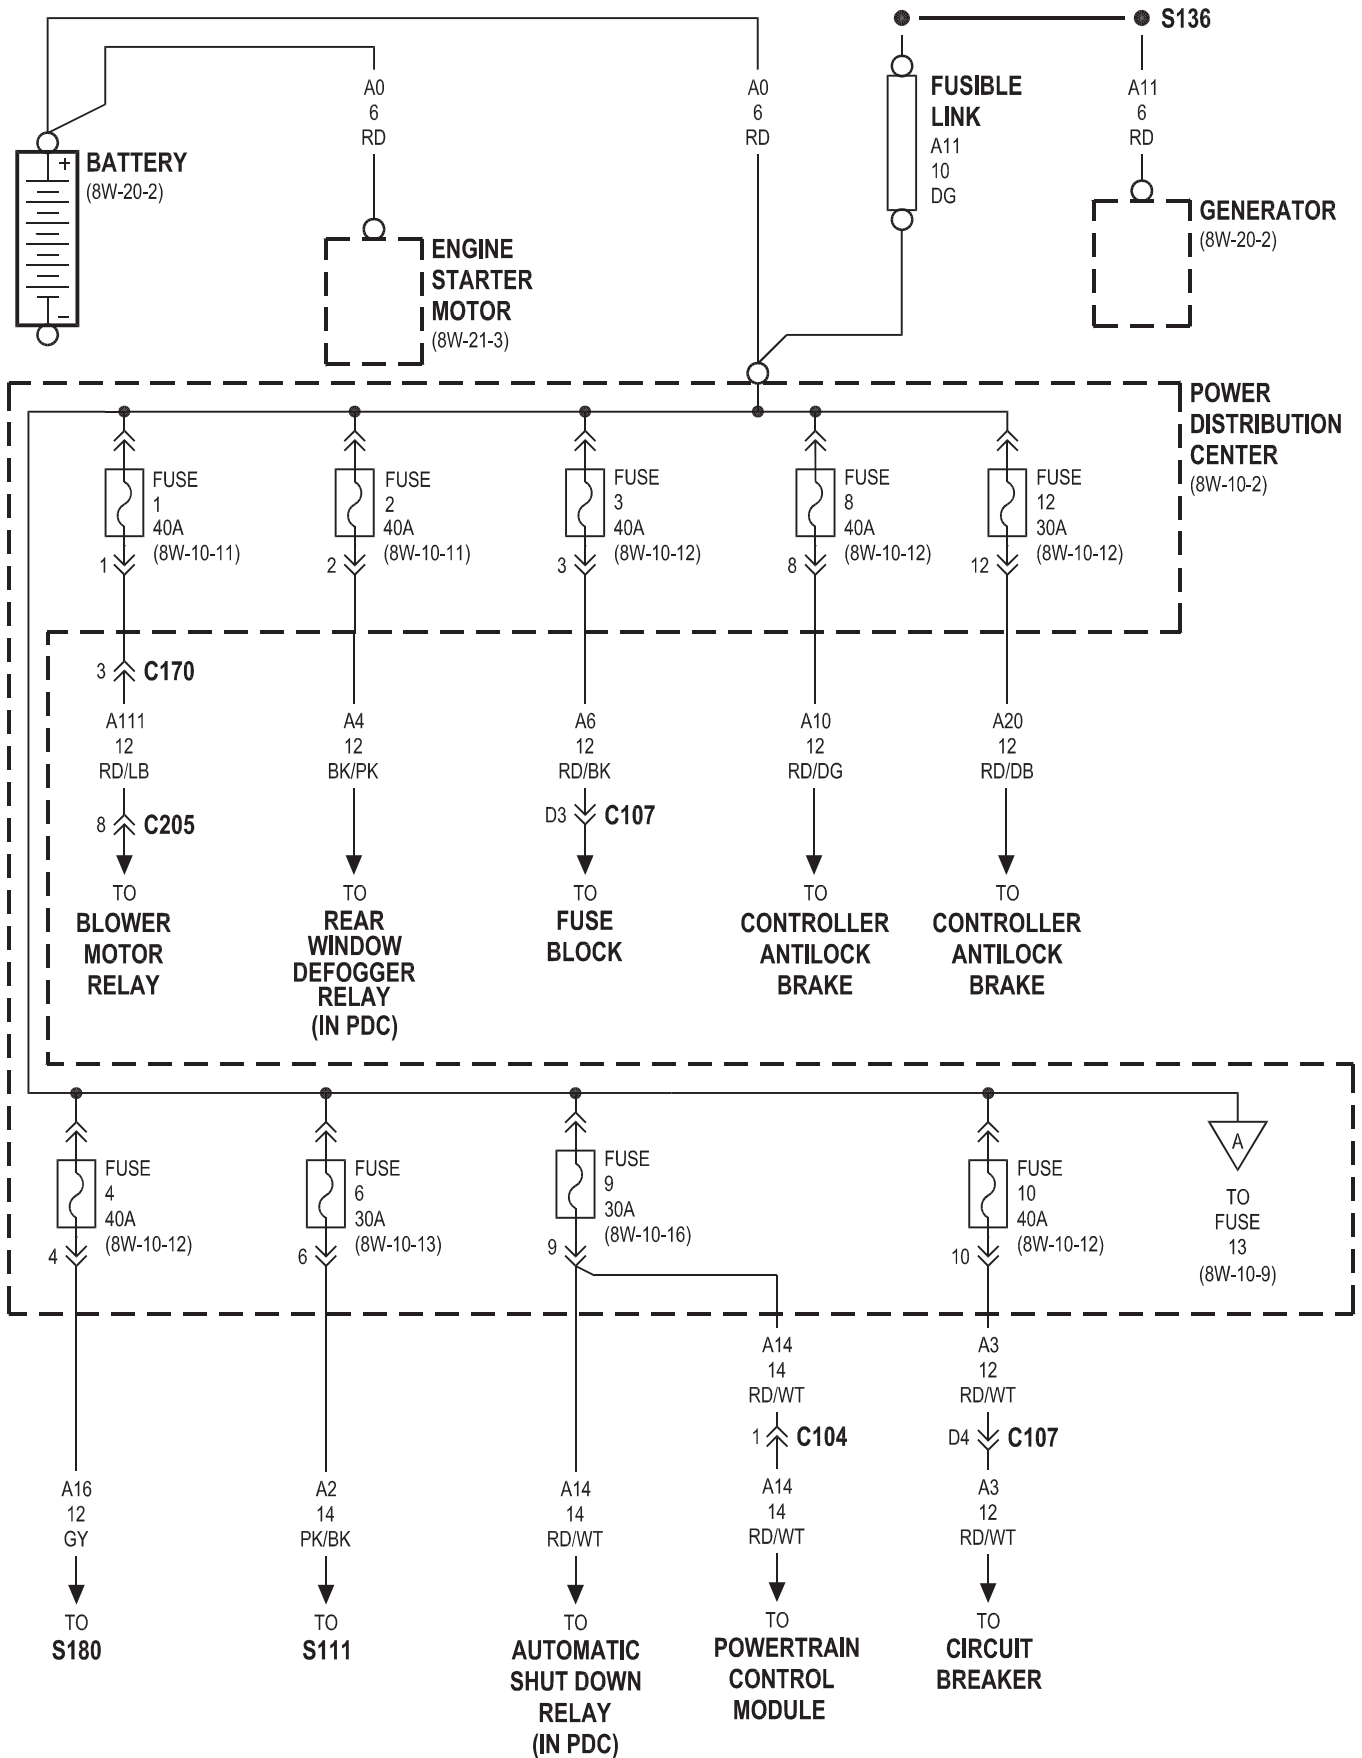 S136
A0
6
RD
A0
6
RD
FUSIBLE
LINK
A11
10
DG
A11
6
RD
+
BATTERY
(8W-20-2)
–
ENGINE
STARTER
MOTOR
(8W-21-3)
GENERATOR
(8W-20-2)
POWER
DISTRIBUTION
CENTER
(8W-10-2)
FUSE
1
40A
(8W-10-11)
1
FUSE
2
40A
(8W-10-11)
2
FUSE
3
40A
(8W-10-12)
3
FUSE
8
40A
(8W-10-12)
8
FUSE
12
30A
(8W-10-12)
12
3 C170
A111
12
RD/LB
8 C205
TO
BLOWER
MOTOR
RELAY
A4
12
BK/PK
TO
REAR
WINDOW
DEFOGGER
RELAY
(IN PDC)
A6
12
RD/BK
D3 C107
TO
FUSE
BLOCK
A10
12
RD/DG
TO
CONTROLLER
ANTILOCK
BRAKE
A20
12
RD/DB
TO
CONTROLLER
ANTILOCK
BRAKE
FUSE
4
40A
(8W-10-12)
4
FUSE
6
30A
(8W-10-13)
6
FUSE
9
30A
(8W-10-16)
9
FUSE
10
40A
(8W-10-12)
10
A
TO
FUSE
13
(8W-10-9)
A16
12
GY
TO
S180
A2
14
PK/BK
TO
S111
A14
14
RD/WT
TO
AUTOMATIC
SHUT DOWN
RELAY
(IN PDC)
A14
14
RD/WT
1 C104
A14
14
RD/WT
TO
POWERTRAIN
CONTROL
MODULE
A3
12
RD/WT
D4 C107
A3
12
RD/WT
TO
CIRCUIT
BREAKER